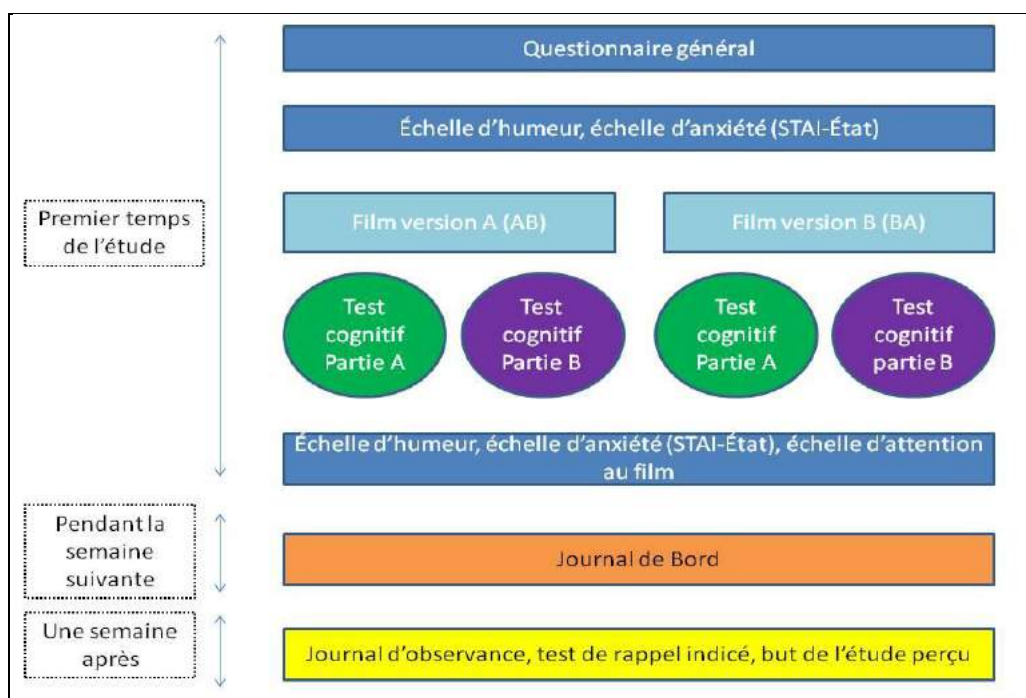 Questionnaire général
Échelle d'humeur, échelle d'anxiété (STAI-État)
Premier temps
de l'étude
Film version A (AB)
Film version B (BA)
Test
cognitif
Partie A
Test
cognitif
Partie B
Test
cognitif
Partie A
Test
cognitif
partie B
Échelle d'humeur, échelle d'anxiété (STAI-État), échelle d'attention
au film
Pendant la
semaine
suivante
Journal de Bord
Une semaine
après
Journal d'observance, test de rappel indicé, but de l'étude perçu